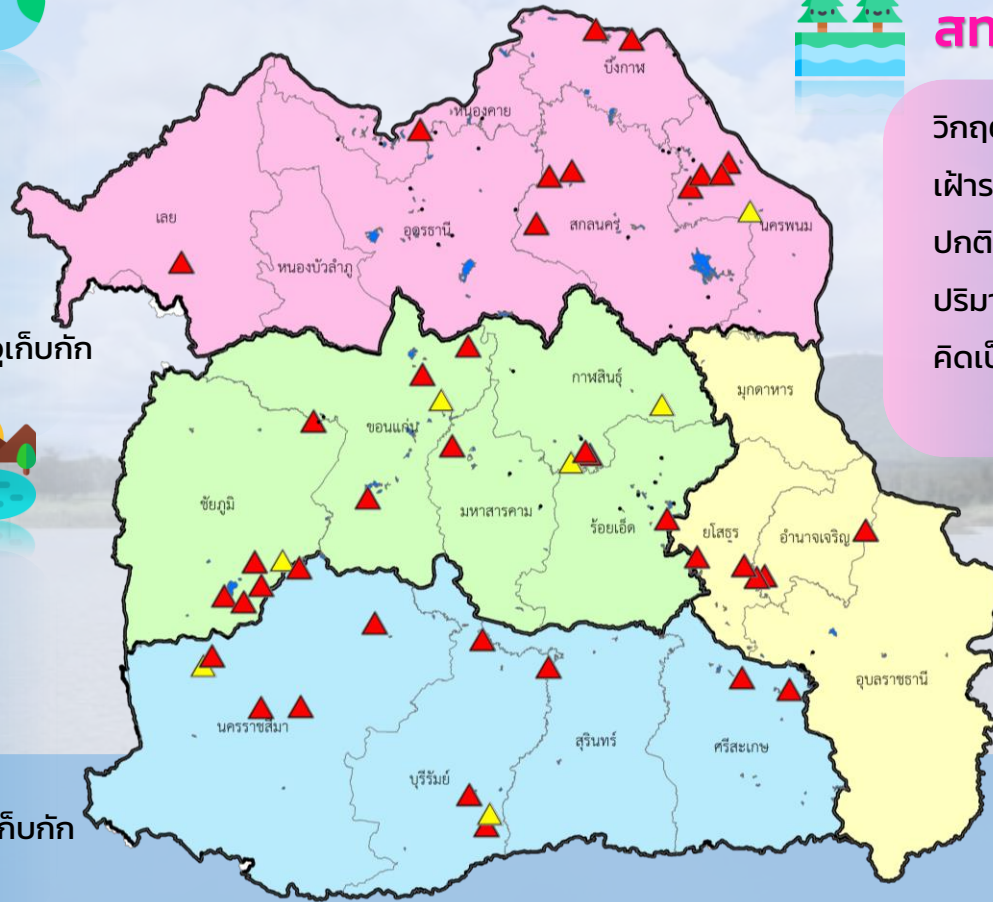 สท
วิกฤต
เฝ้าระ
ปกติ
ปริมา
คิดเป็
เก็บกัก
เก็บกัก
บึงกาฬ
หนองคาย
เลย
หนองบัวลำภู
อุดรธานี
สกลนคร
นครพนม
กาฬสินธุ์
มุกดาหาร
ขอนแก่น
ชัยภูมิ
มหาสารคาม
ร้อยเอ็ด
ยโสธร
อำนาจเจริญ
อุบลราชธานี
นครราชสีมา
บุรีรัมย์
สุรินทร์
ศรีสะเกษ